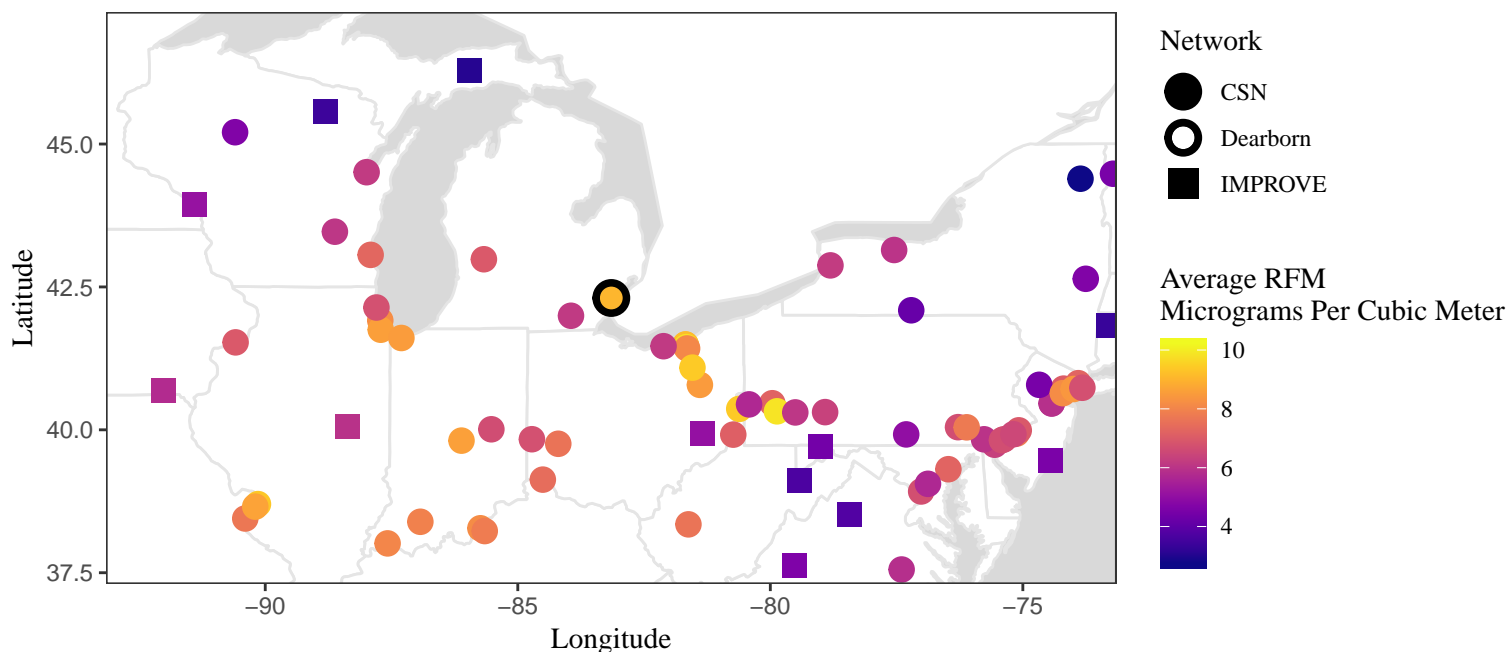 45.0
42.5
40.0
37.5
Latitude
−90
−85
−80
−75
Longitude
Network
CSN
Dearborn
IMPROVE
Average RFM
Micrograms Per Cubic Meter
10
8
6
4